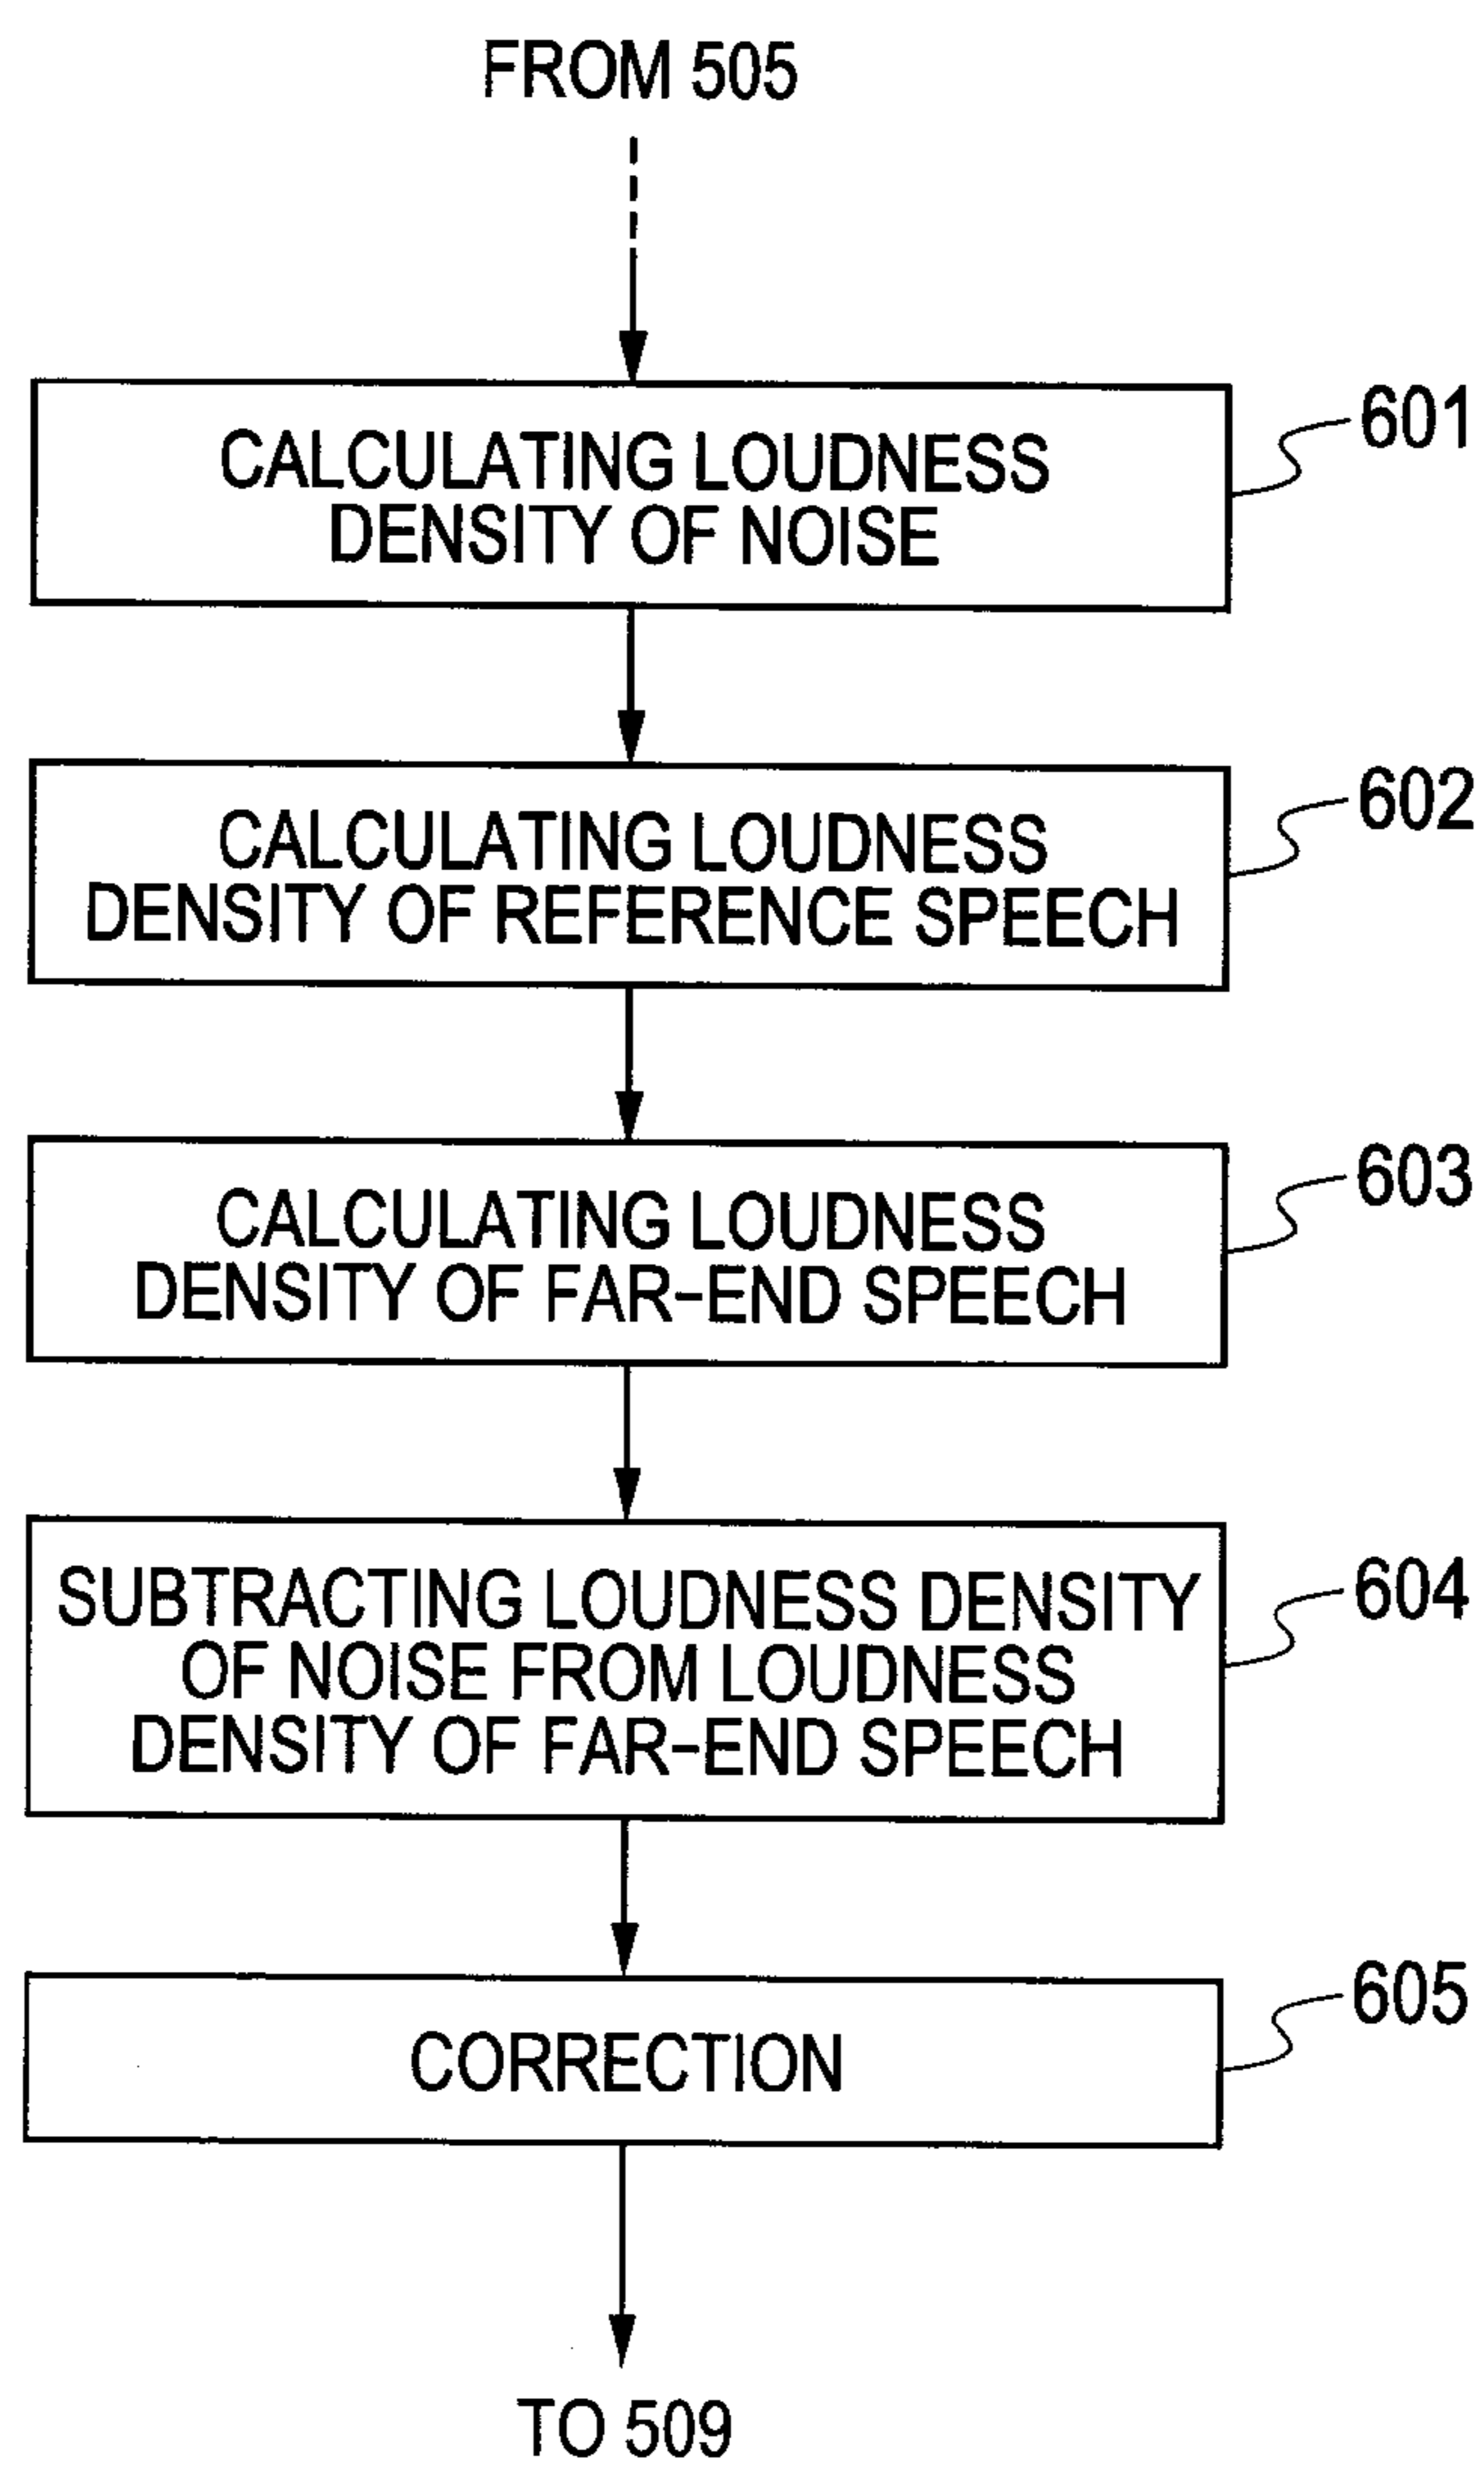 FROM 505
CALCULATING LOUDNESS
DENSITY OF NOISE
601
CALCULATING LOUDNESS
DENSITY OF REFERENCE SPEECH
602
CALCULATING LOUDNESS
DENSITY OF FAR-END SPEECH
603
SUBTRACTING LOUDNESS DENSITY
OF NOISE FROM LOUDNESS
DENSITY OF FAR-END SPEECH
604
CORRECTION
605
TO 509